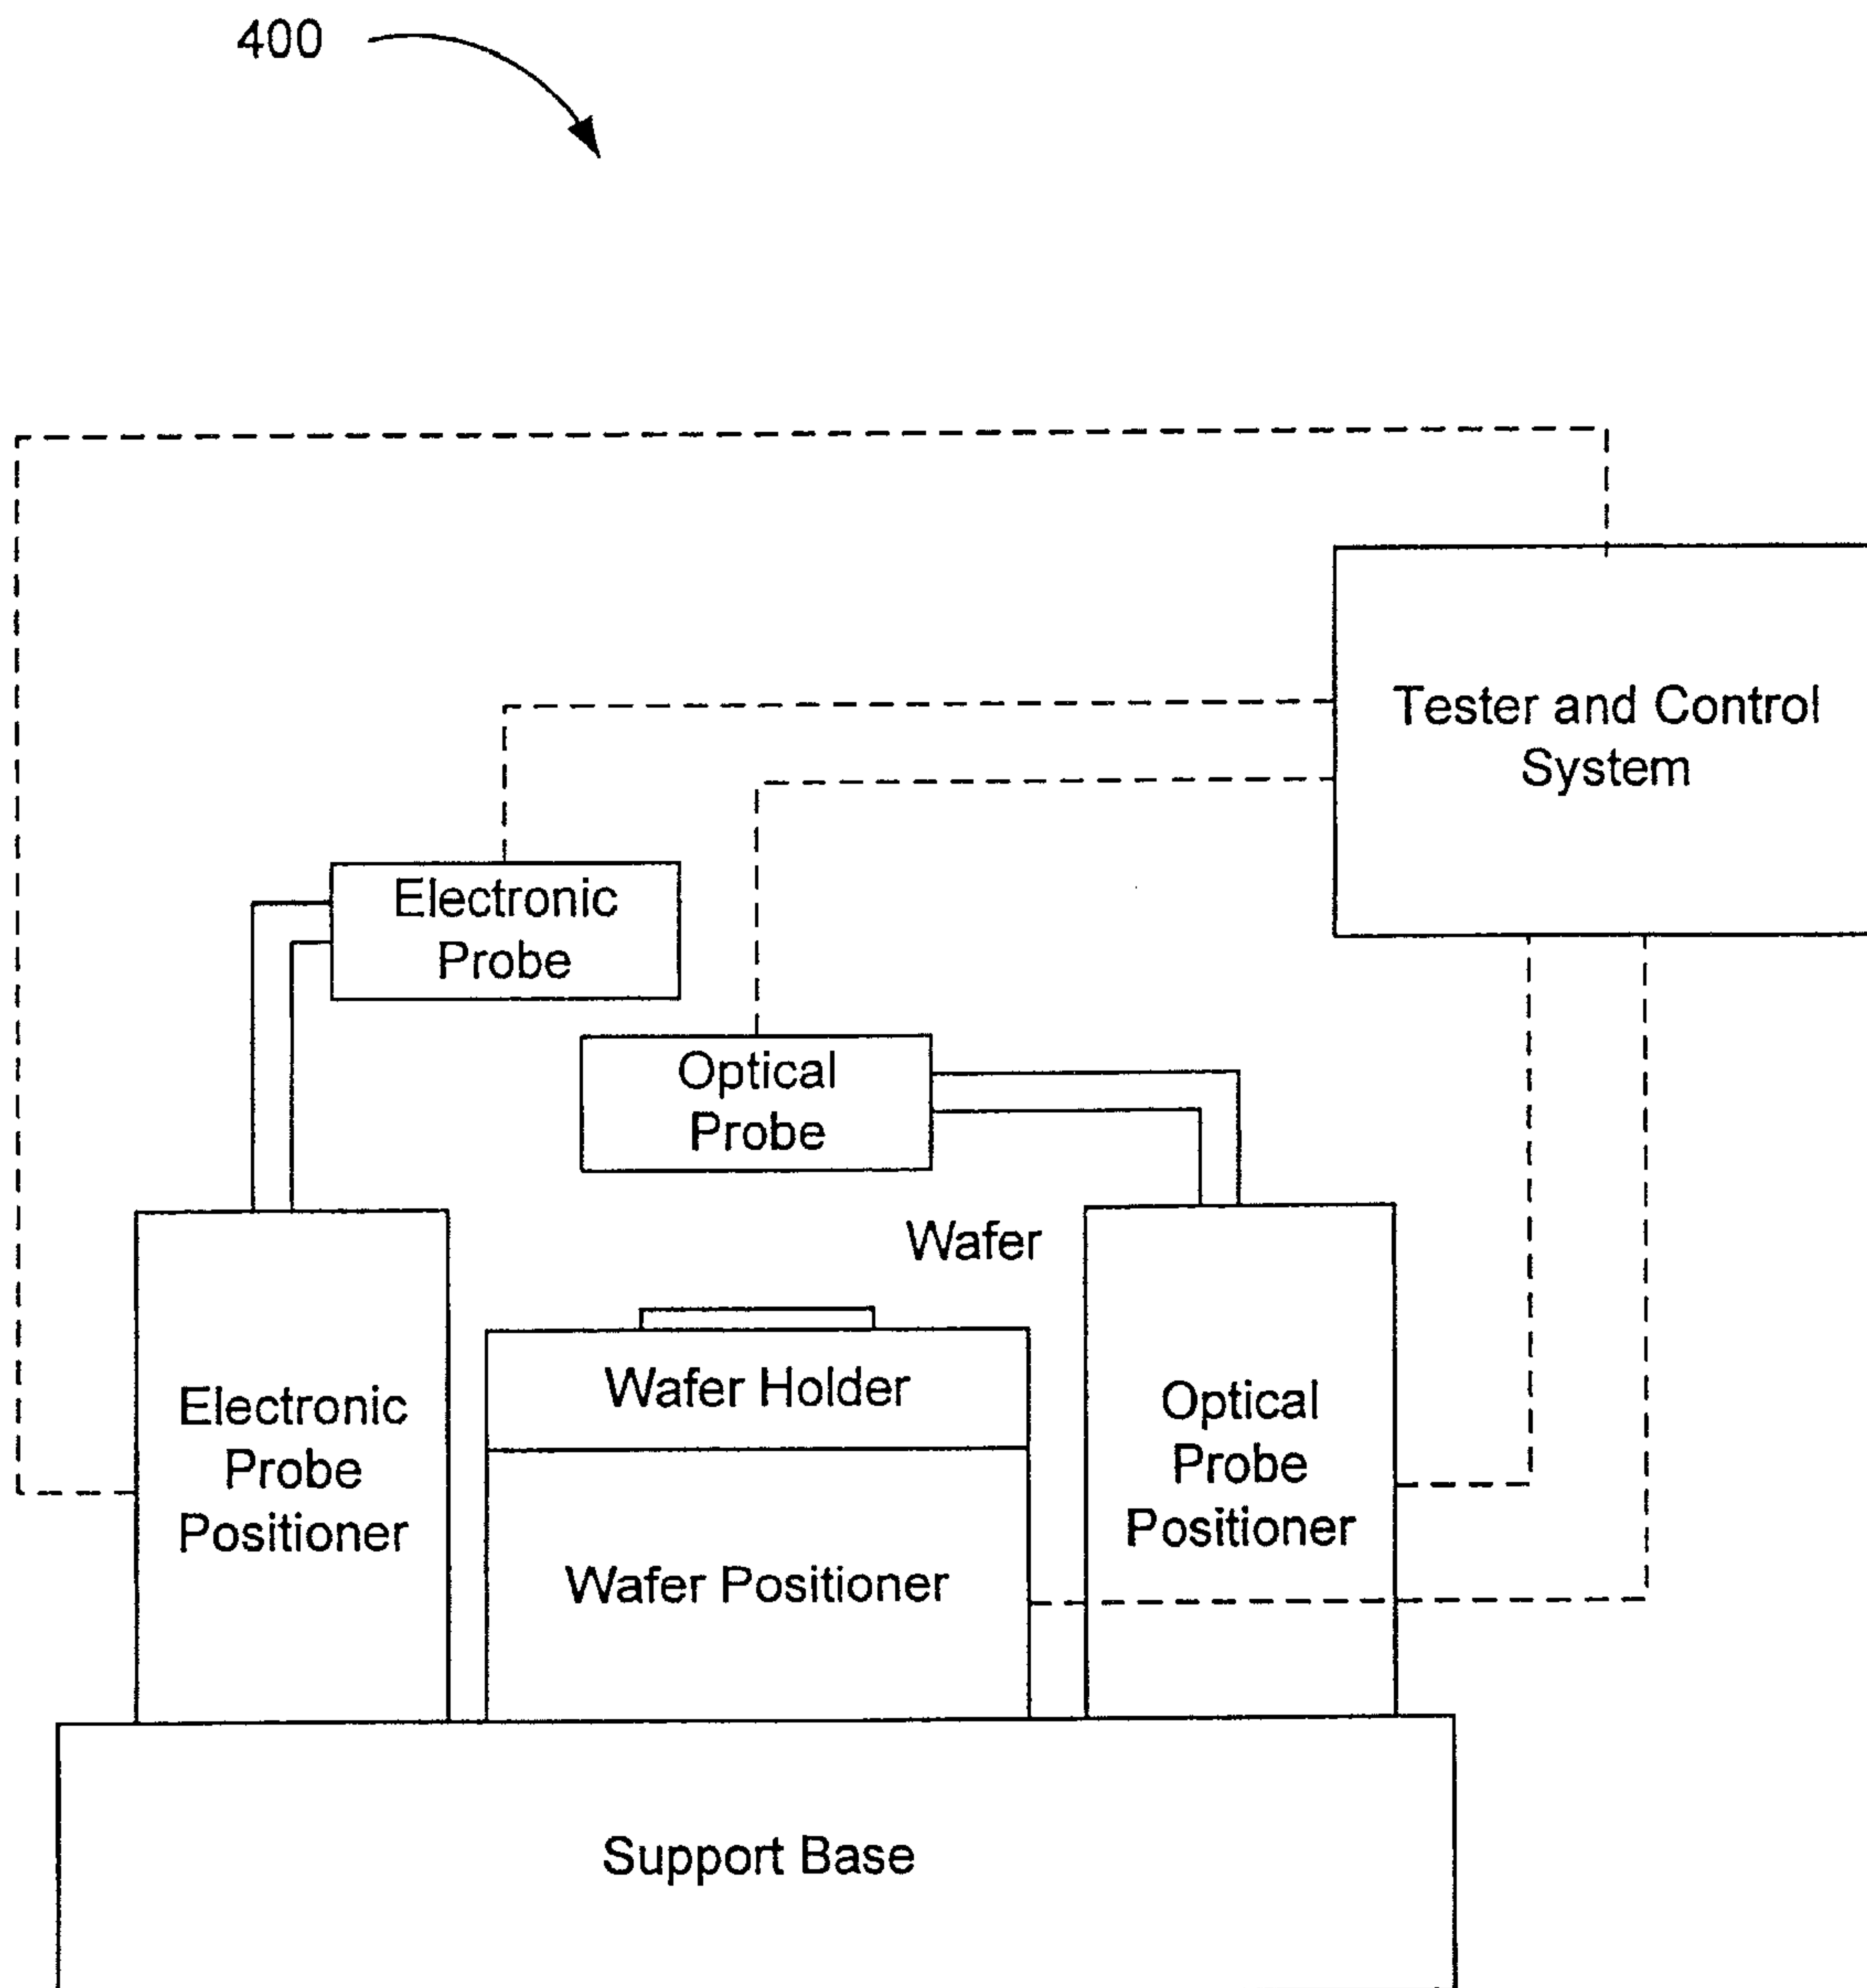 400
Tester and Control
System
Electronic
Probe
Optical
Probe
Wafer
Wafer Holder
Electronic
Probe
Positioner
Optical
Probe
Positioner
Wafer Positioner
Support Base